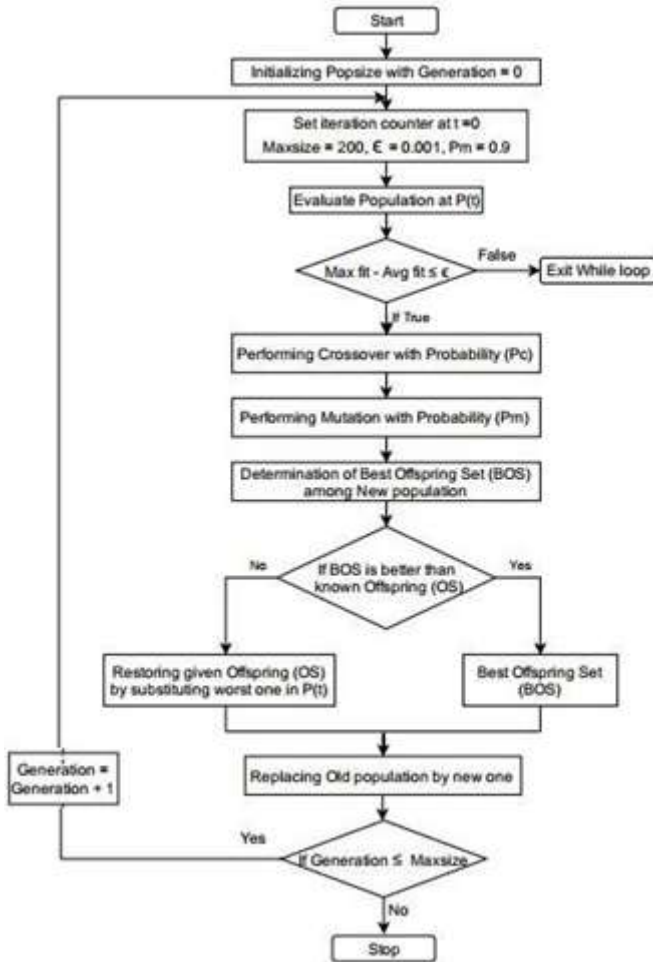 Start
Initializing Popsize with Generation = 0
Set iteration counter at t =0
Maxsize = 200, Є = 0.001, Pm = 0.9
Evaluate Population at P(t)
Max fit - Avg fit ≤ є
False
Exit While loop
If True
Performing Crossover with Probability (Pc)
Performing Mutation with Probability (Pm)
Determination of Best Offspring Set (BOS)
among New population
No
If BOS is better than
known Offspring (OS)
Yes
Restoring given Offspring (OS)
by substituting worst one in P(t)
Best Offspring Set
(BOS)
Generation =
Generation + 1
Replacing Old population by new one
Yes
If Generation ≤ Maxsize
No
Stop